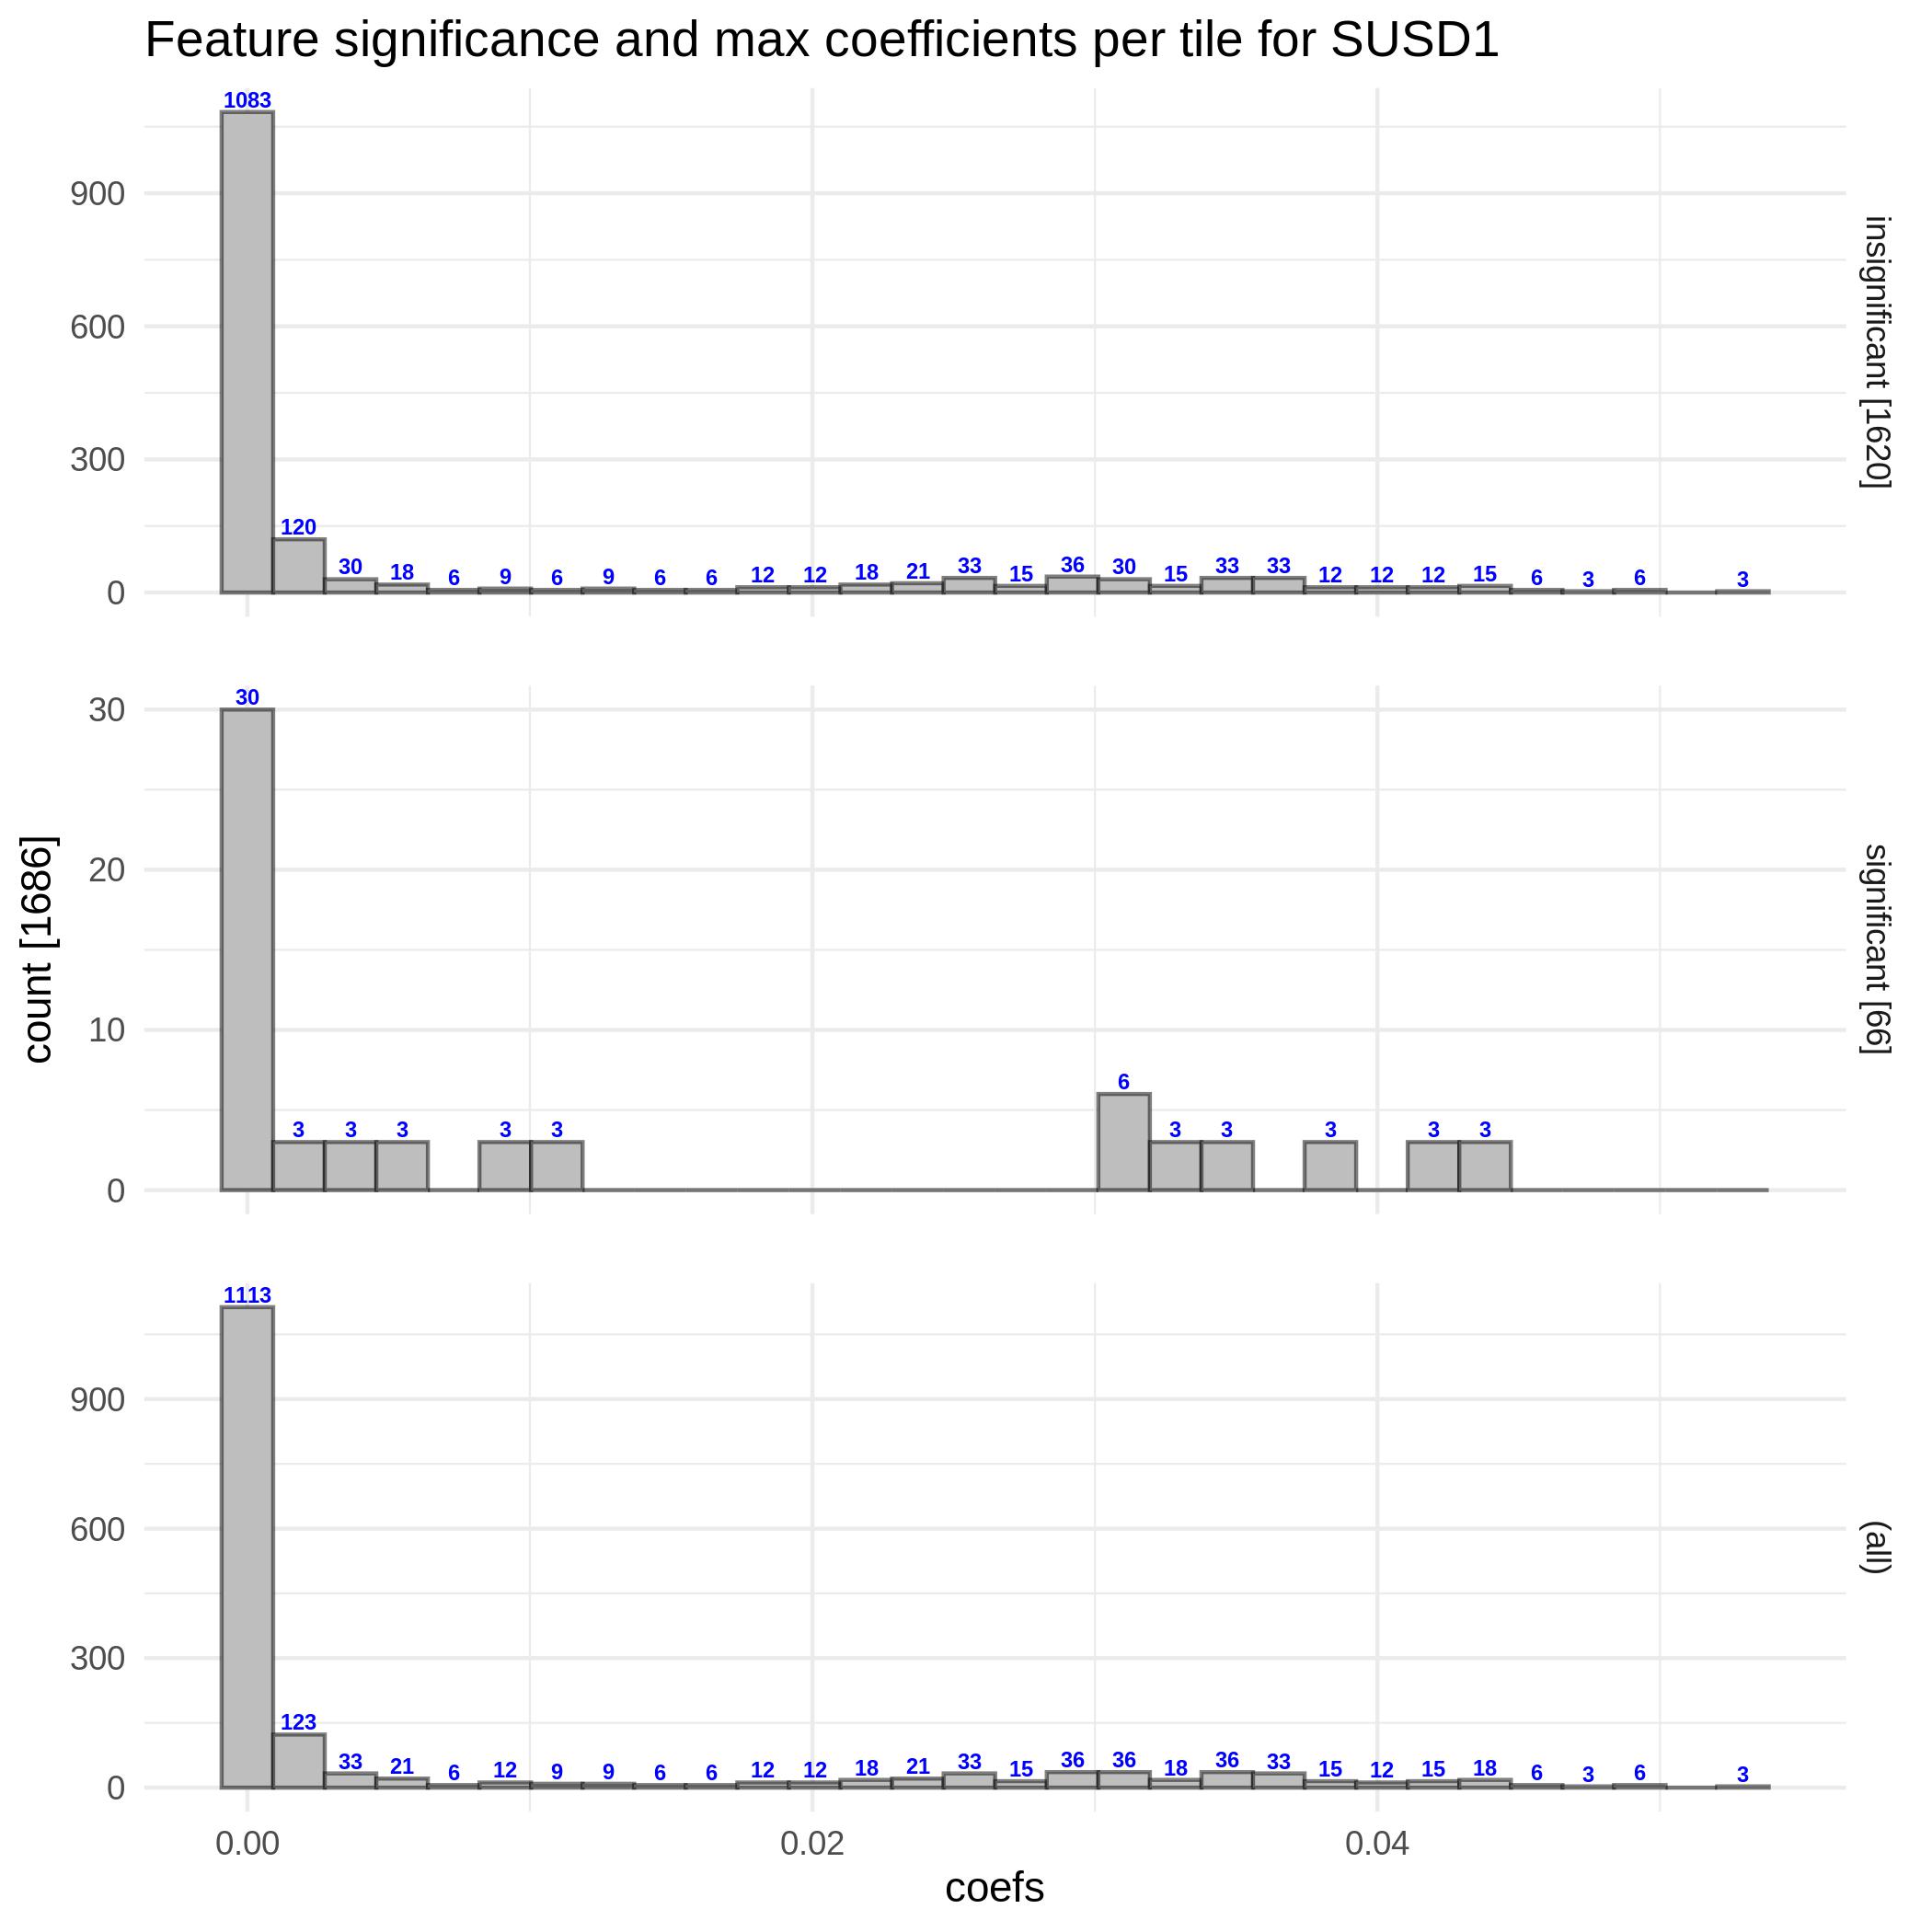 Feature significance and max coefficients per tile for SUSD1
count [1686]
insignificant [1620]
900
600
300
0
1083 120 30 18 6 9 6 9 6 6 12 12 18 21 33 15 36 30 15 33 33 12 12 12 15 6 3 6 3
significant [66]
30
20
10
0
30 3 3 3 3 3 6 3 3 3 3 3
(all)
900
600
300
0
1113 123 33 21 6 12 9 9 6 6 12 12 18 21 33 15 36 36 18 36 33 15 12 15 18 6 3 6 3
0.00 0.02 0.04
coefs